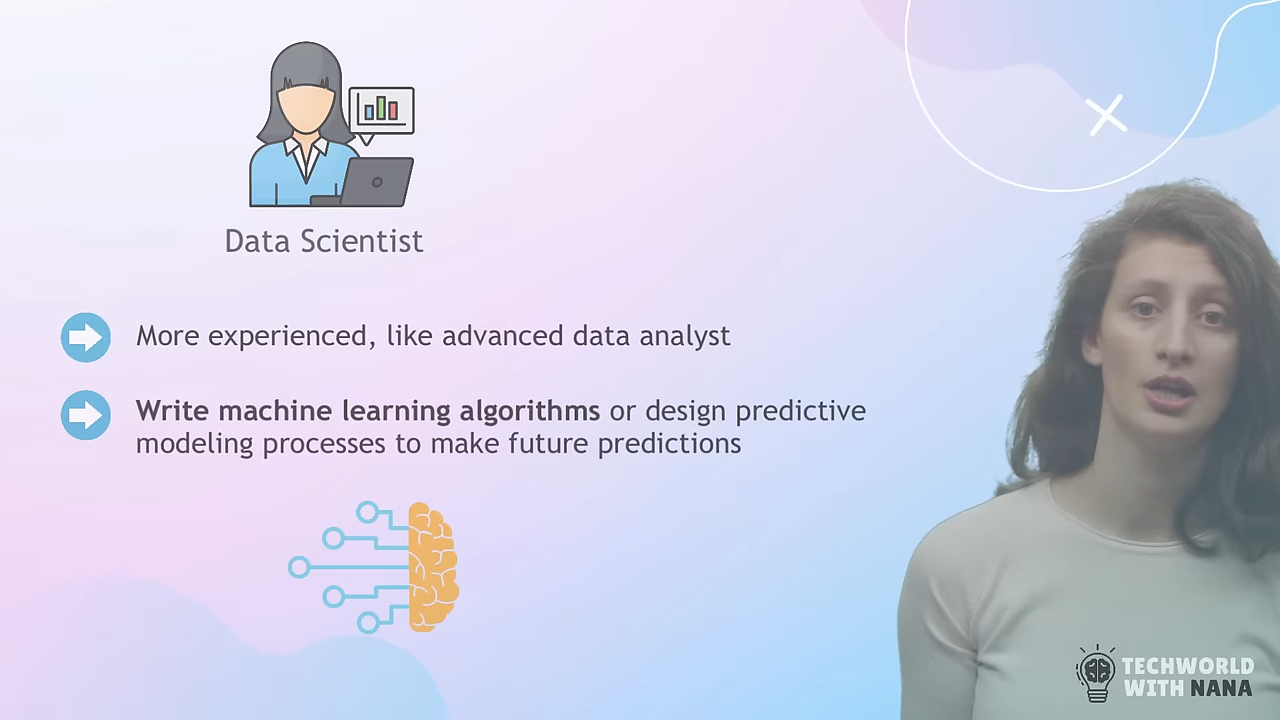 Data Scientist
More experienced, like advanced data analyst
Write machine learning algorithms or design predictive
modeling processes to make future predictions
TECHWORLD
WITH NANA